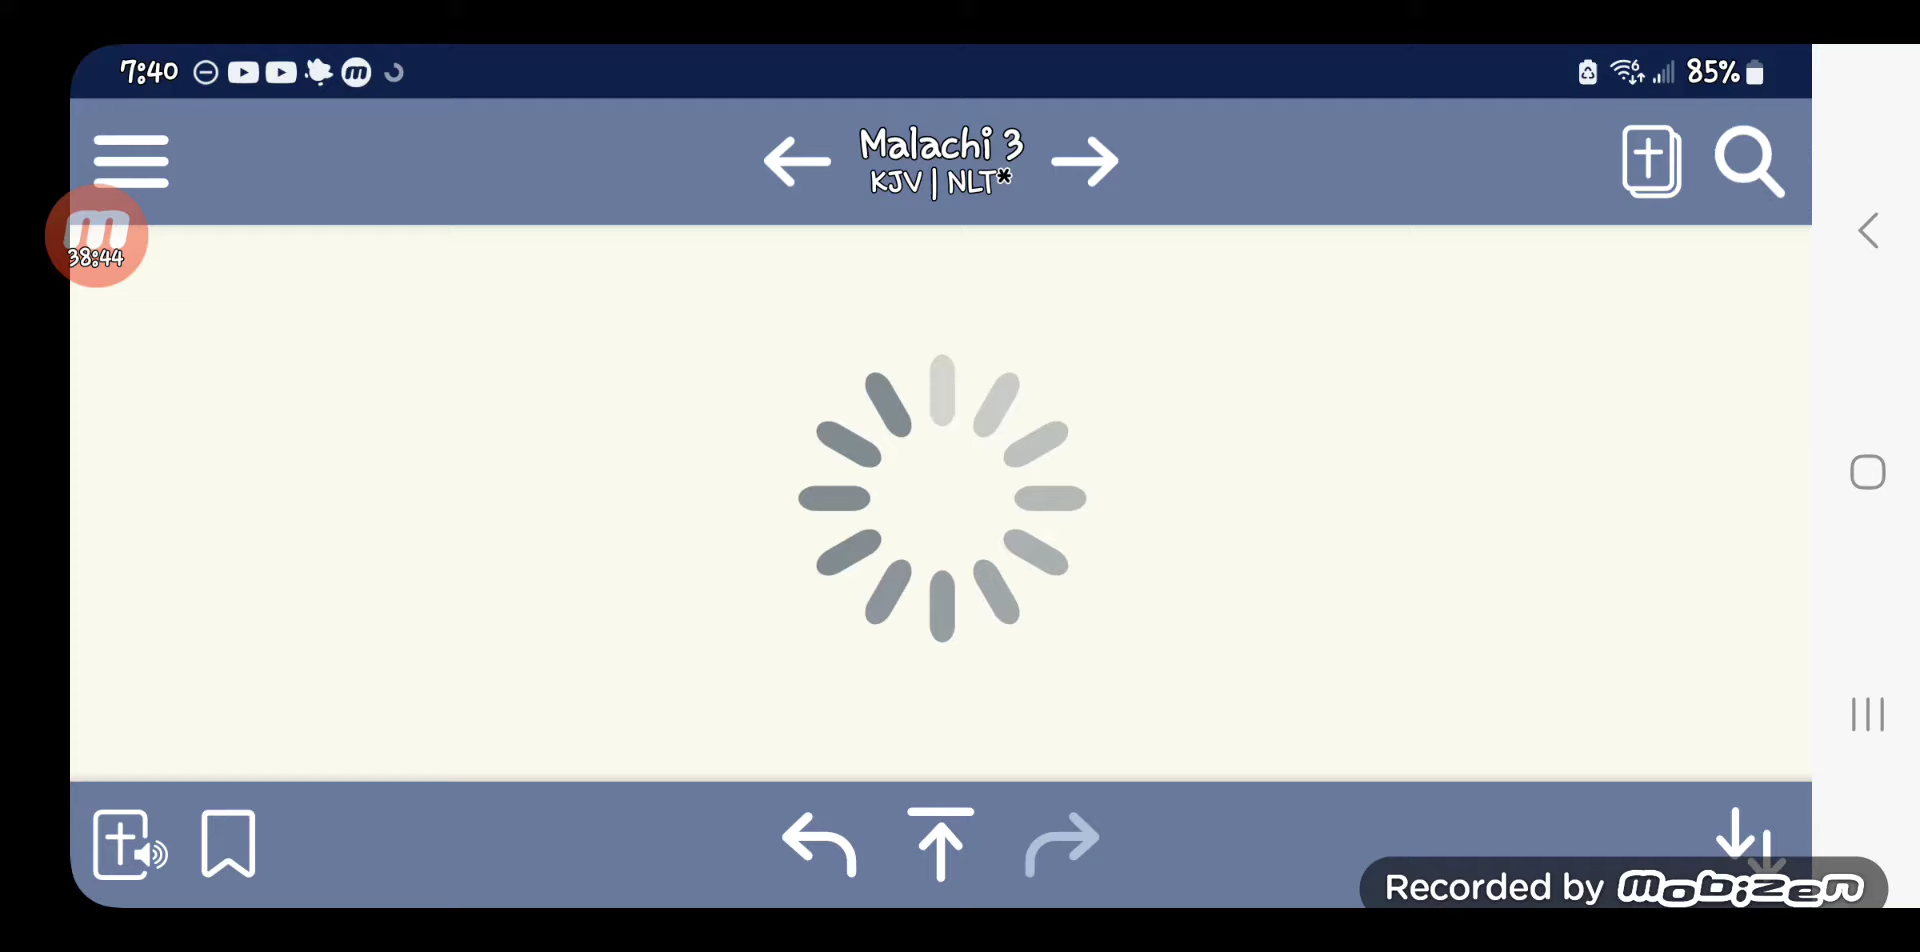 7:40
85%
Malachi 3
KJV | NLT*
38:44
Recorded by Mobizen